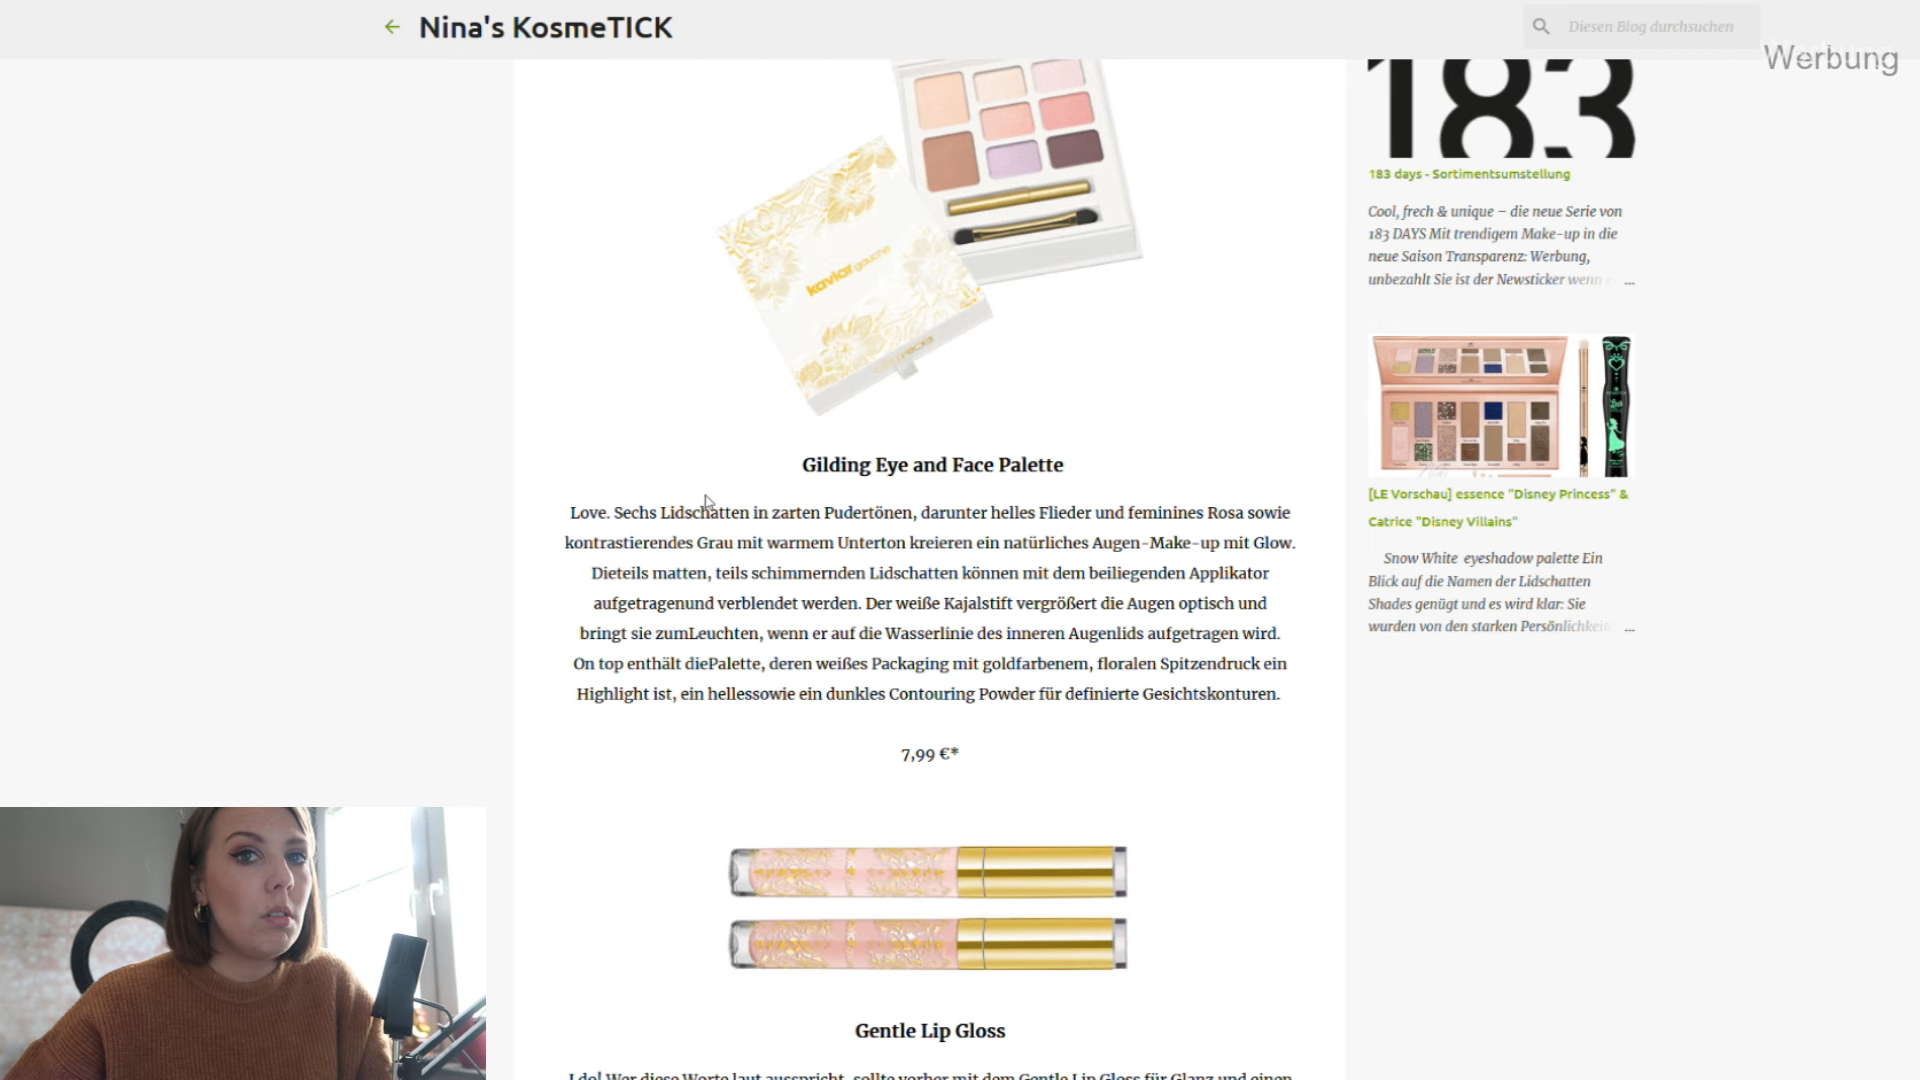 Nina's KosmeTICK
Diesen Blog durchsuchen
Werbung
183
kaviar gauche
183 days - Sortimentsumstellung
Cool, frech & unique – die neue Serie von
183 DAYS Mit trendigem Make-up in die
neue Saison Transparenz: Werbung,
unbezahlt Sie ist der Newsticker wenn
...
Gilding Eye and Face Palette
Love. Sechs Lidschatten in zarten Pudertönen, darunter helles Flieder und feminines Rosa sowie
kontrastierendes Grau mit warmem Unterton kreieren ein natürliches Augen-Make-up mit Glow.
Dieteils matten, teils schimmernden Lidschatten können mit dem beiliegenden Applikator
aufgetragenund verblendet werden. Der weiße Kajalstift vergrößert die Augen optisch und
bringt sie zumLeuchten, wenn er auf die Wasserlinie des inneren Augenlids aufgetragen wird.
On top enthält diePalette, deren weißes Packaging mit goldfarbenem, floralen Spitzendruck ein
Highlight ist, ein hellessowie ein dunkles Contouring Powder für definierte Gesichtskonturen.
7,99 €*
[LE Vorschau] essence "Disney Princess" &
Catrice "Disney Villains"
Snow White eyeshadow palette Ein
Blick auf die Namen der Lidschatten
Shades genügt und es wird klar: Sie
wurden von den starken Persönlichkeit
...
Gentle Lip Gloss
I do! Wer diese Worte laut ausspricht, sollte vorher mit dem Gentle Lip Gloss für Glanz und einen